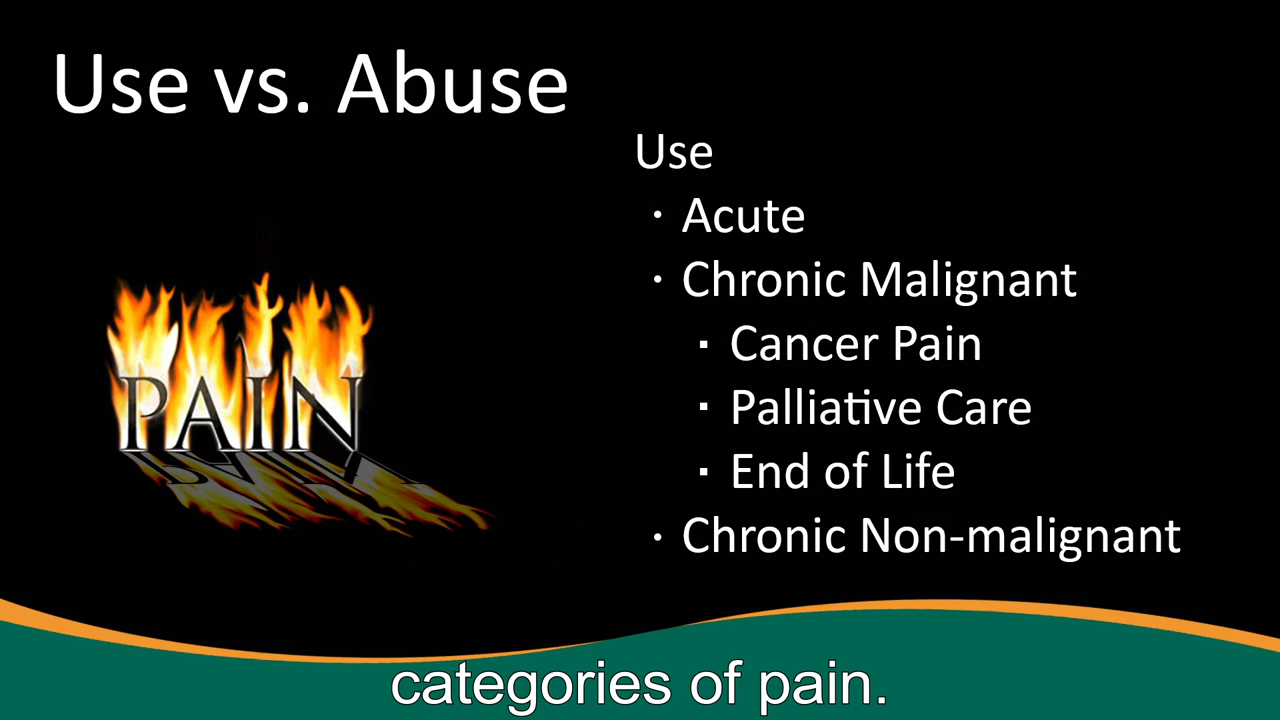 Use vs. Abuse
Use
· Acute
· Chronic Malignant
▪ Cancer Pain
▪ Palliative Care
▪ End of Life
· Chronic Non-malignant
PAIN
categories of pain.